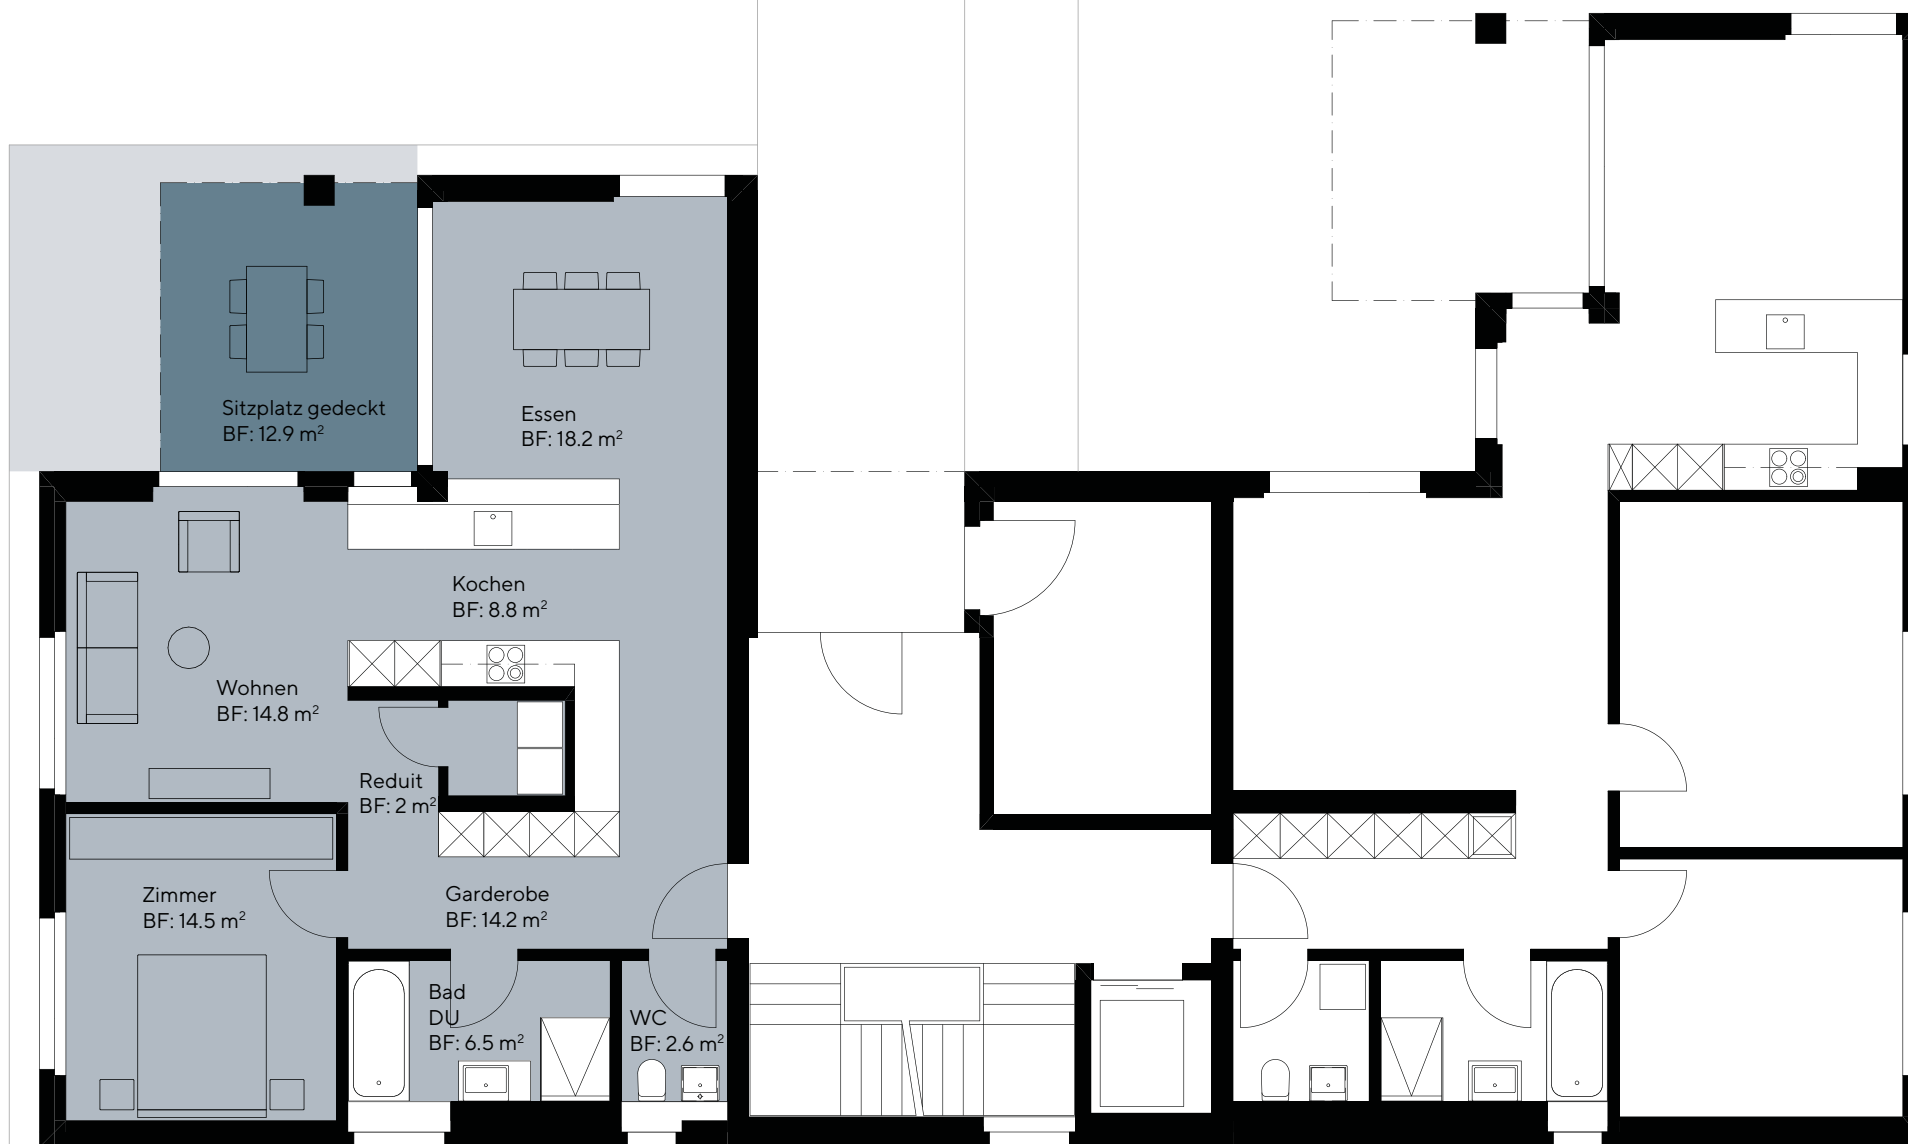 Sitzplatz gedeckt
BF: 12.9 m²
Essen
BF: 18.2 m²
Kochen
BF: 8.8 m²
Wohnen
BF: 14.8 m²
Reduit
BF: 2 m²
Zimmer
BF: 14.5 m²
Garderobe
BF: 14.2 m²
Bad
DU
BF: 6.5 m²
WC
BF: 2.6 m²